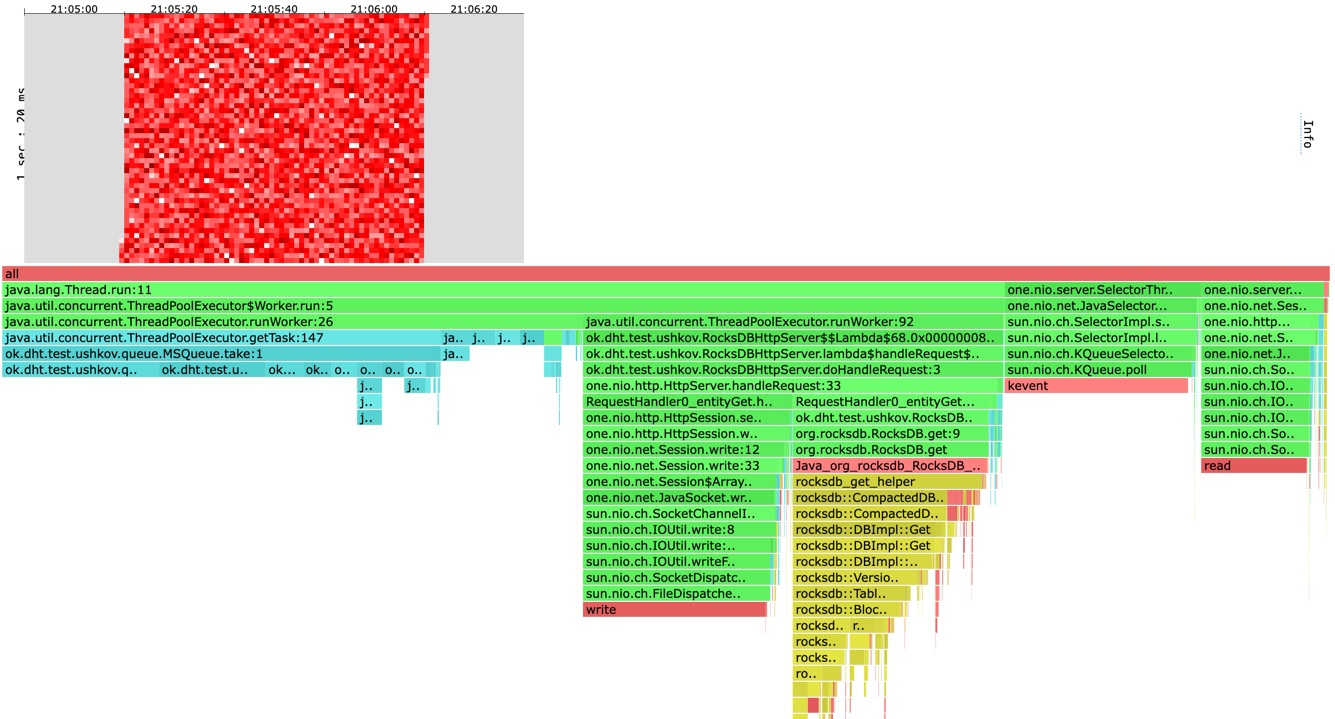 21:05:00 21:05:20 21:05:40 21:06:00 21:06:20
1 sec : 20 ms
Info
all
java.lang.Thread.run:11 one.nio.server.SelectorThr.. one.nio.server...
java.util.concurrent.ThreadPoolExecutor$Worker.run:5 one.nio.net.JavaSelector... one.nio.net.Ses..
java.util.concurrent.ThreadPoolExecutor.runWorker:26 java.util.concurrent.ThreadPoolExecutor.runWorker:92 sun.nio.ch.SelectorImpl.s.. one.nio.http...
java.util.concurrent.ThreadPoolExecutor.getTask:147 ja.. j.. j.. j.. ok.dht.test.ushkov.RocksDBHttpServer$$Lambda$68.0x00000008.. sun.nio.ch.SelectorImpl.l.. one.nio.net.S..
ok.dht.test.ushkov.queue.MSQueue.take:1 ja.. ok.dht.test.ushkov.RocksDBHttpServer.lambda$handleRequest$.. sun.nio.ch.KQueueSelecto.. one.nio.net.J..
ok.dht.test.ushkov.q.. ok.dht.test.u.. ok... ok.. o.. o.. o.. o.. ok.dht.test.ushkov.RocksDBHttpServer.doHandleRequest:3 sun.nio.ch.KQueue.poll sun.nio.ch.So..
j.. j.. one.nio.http.HttpServer.handleRequest:33 kevent sun.nio.ch.IO..
j.. RequestHandler0_entityGet.h.. RequestHandler0_entityGet... sun.nio.ch.IO..
j.. one.nio.http.HttpSession.se.. ok.dht.test.ushkov.RocksDB.. sun.nio.ch.IO..
one.nio.http.HttpSession.w.. org.rocksdb.RocksDB.get:9 sun.nio.ch.So..
one.nio.net.Session.write:12 org.rocksdb.RocksDB.get sun.nio.ch.So..
one.nio.net.Session.write:33 Java_org_rocksdb_RocksDB_.. read
one.nio.net.Session$Array.. rocksdb_get_helper
one.nio.net.JavaSocket.wr.. rocksdb::CompactedDB..
sun.nio.ch.SocketChannelI.. rocksdb::CompactedD..
sun.nio.ch.IOUtil.write:8 rocksdb::DBImpl::Get
sun.nio.ch.IOUtil.write:.. rocksdb::DBImpl::Get
sun.nio.ch.IOUtil.writeF.. rocksdb::DBImpl::..
sun.nio.ch.SocketDispatc.. rocksdb::Versio..
sun.nio.ch.FileDispatche.. rocksdb::Tabl..
write rocksdb::Bloc..
rocksd.. r..
rocks..
rocks..
ro..